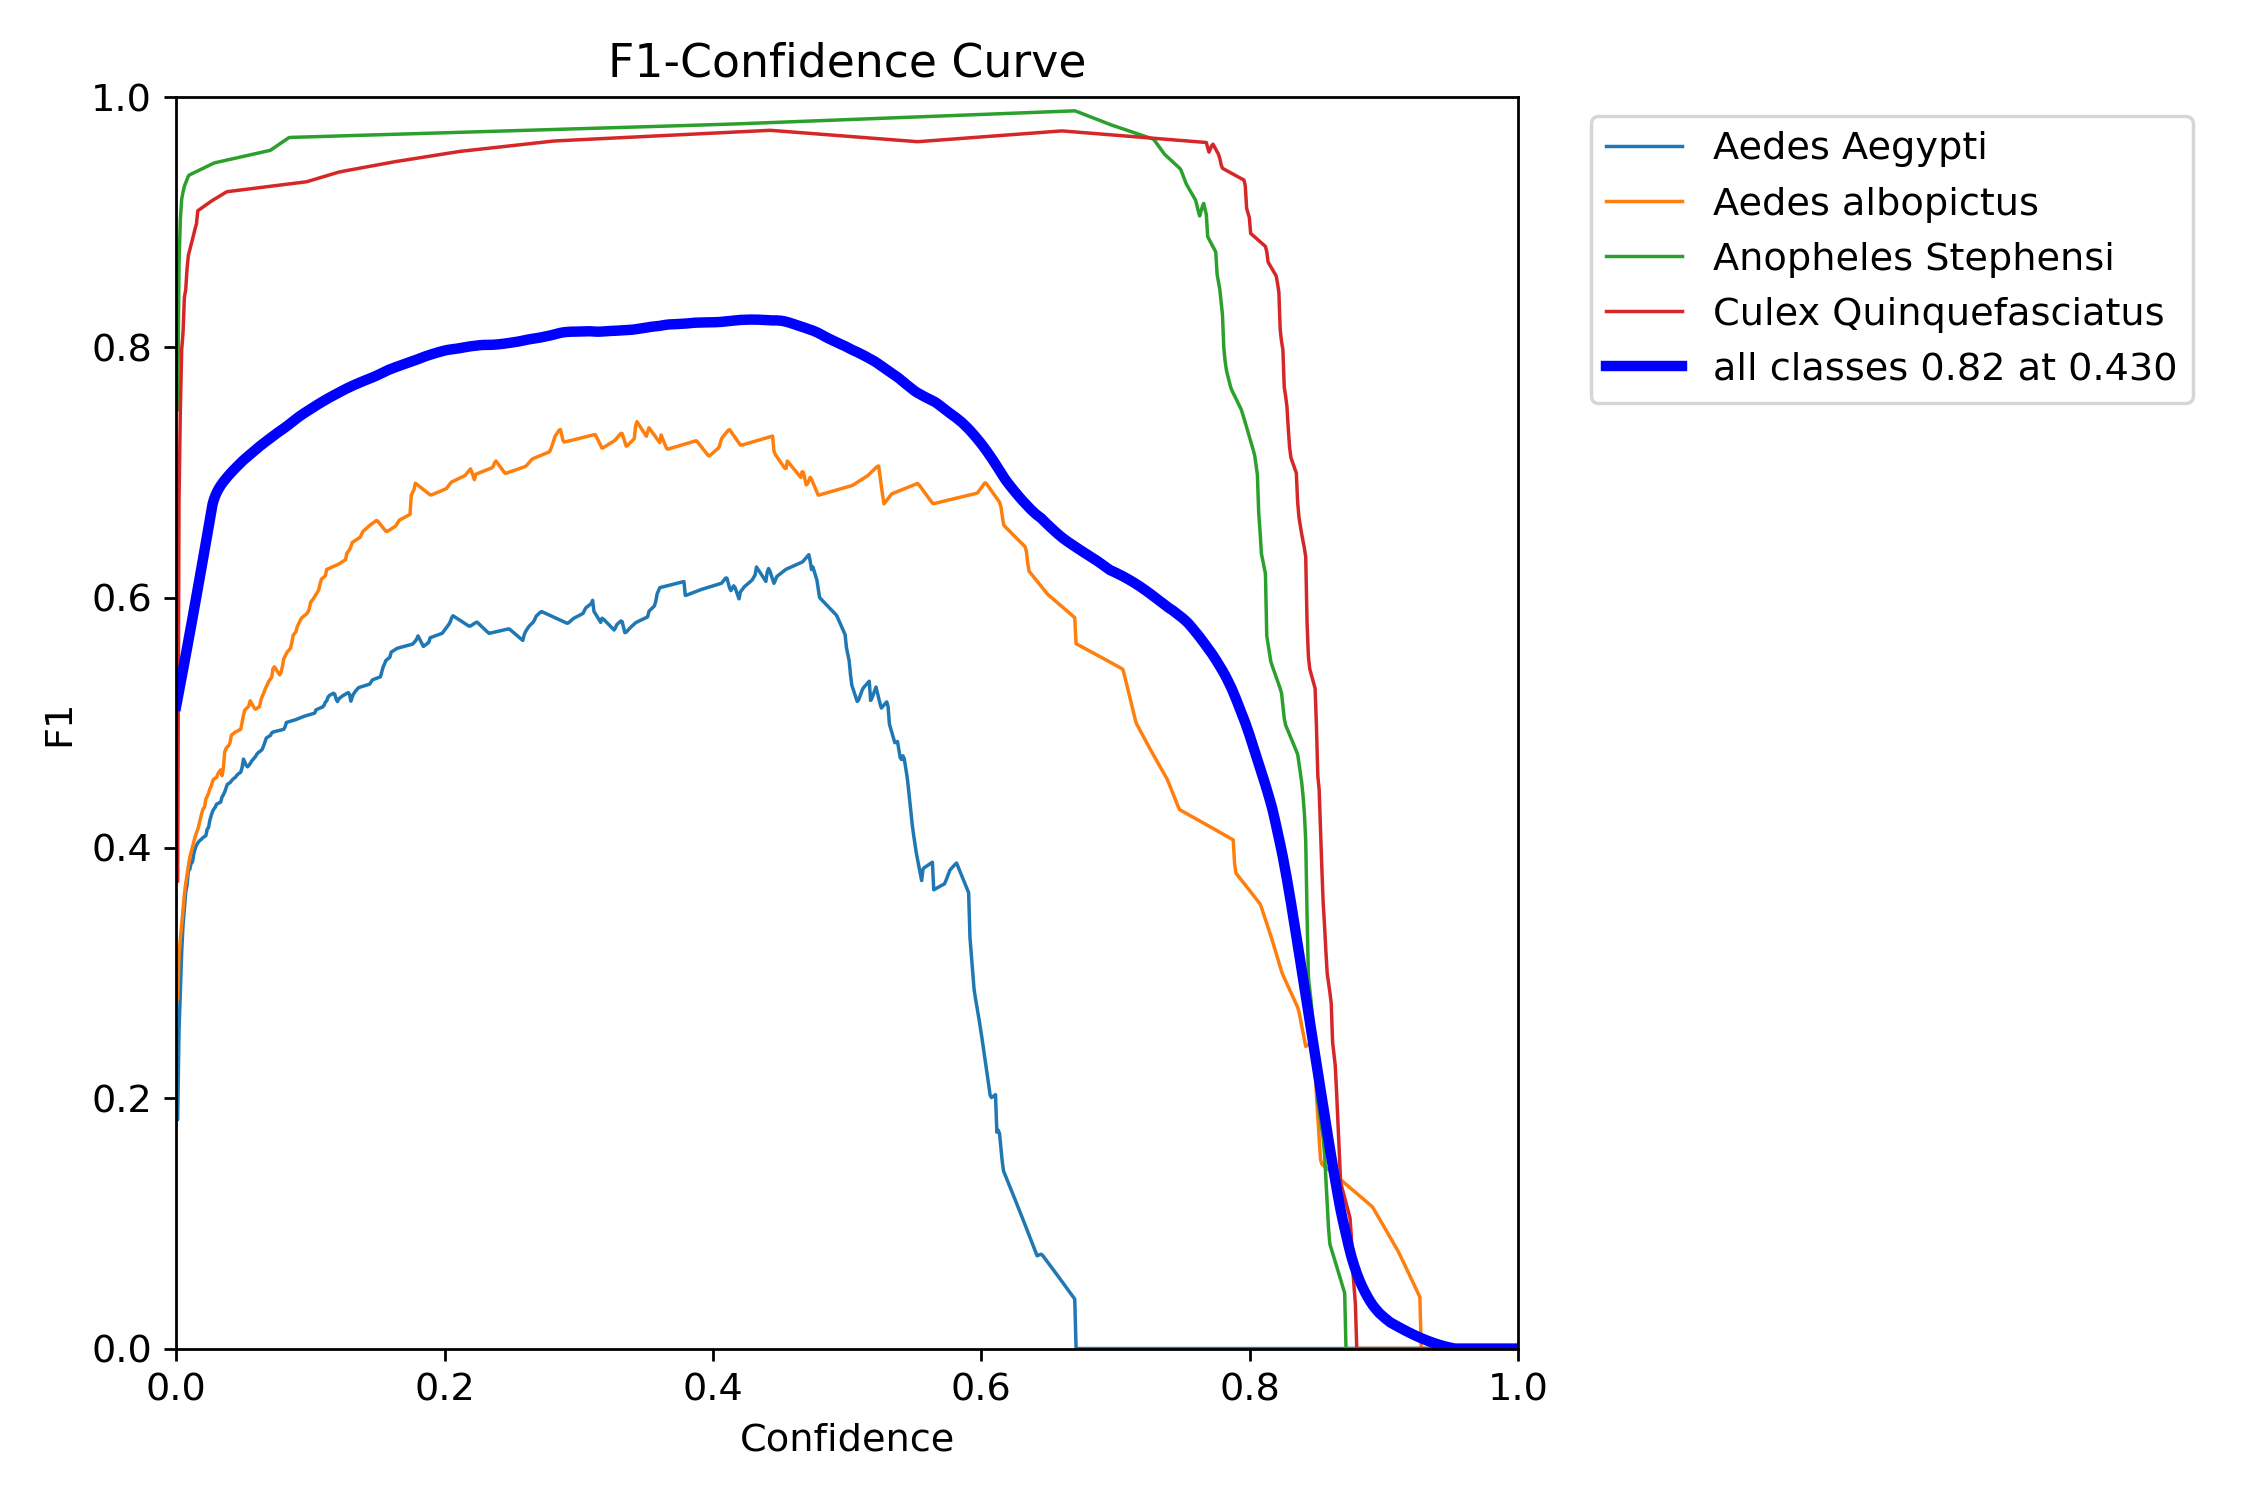 F1-Confidence Curve
1.0
0.8
0.6
0.4
0.2
0.0
F1
0.0 0.2 0.4 0.6 0.8 1.0
Confidence
Aedes Aegypti
Aedes albopictus
Anopheles Stephensi
Culex Quinquefasciatus
all classes 0.82 at 0.430